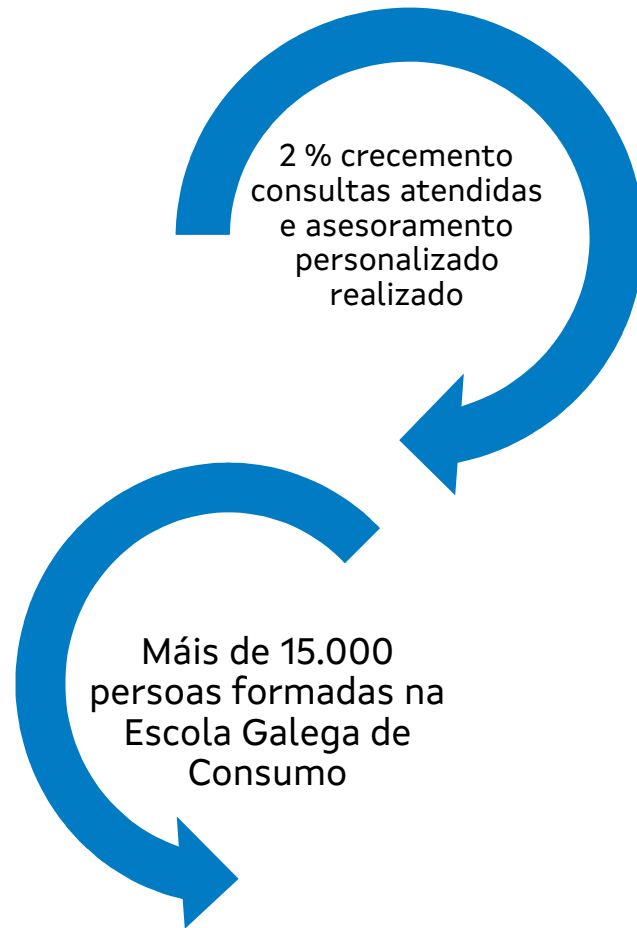 2 % crecemento
consultas atendidas
e asesoramento
personalizado
realizado
Máis de 15.000
persoas formadas na
Escola Galega de
Consumo